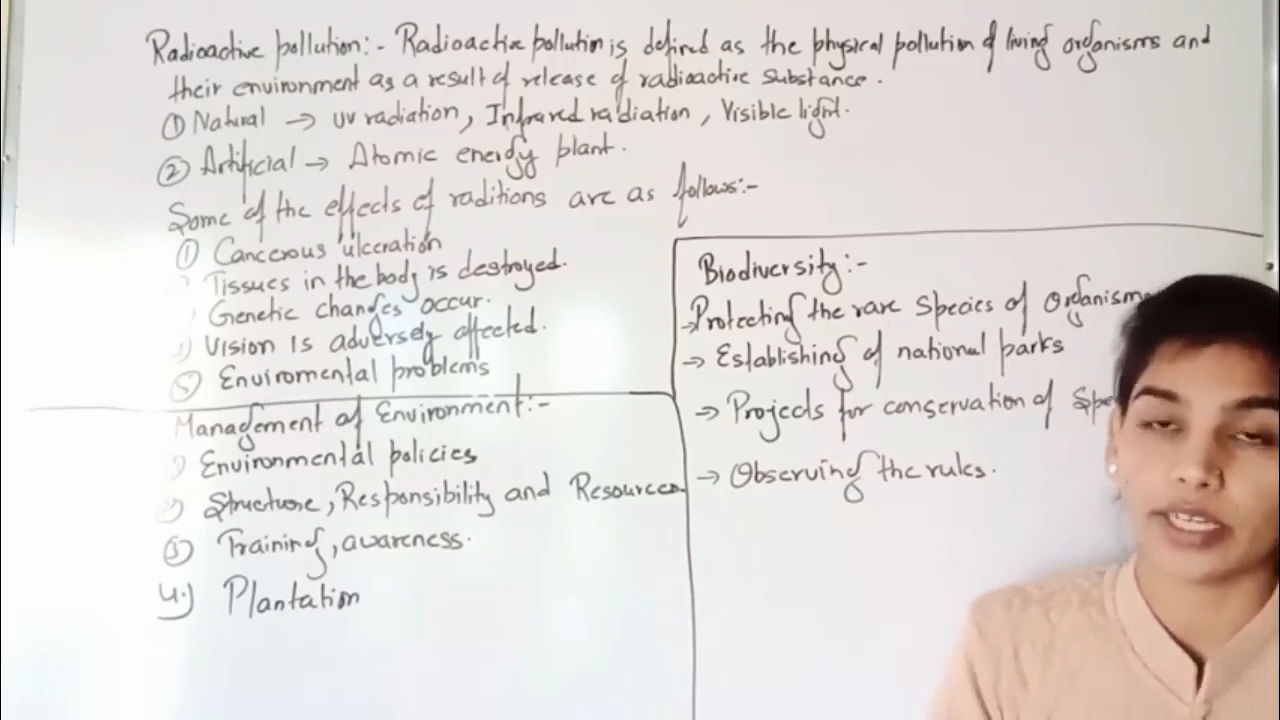 Radioactive pollution:- Radioactive pollution is defined as the physical pollution of living organisms and
their environment as a result of release of radioactive substance.
① Natural → UV radiation, Infrared radiation, Visible light.
② Artificial → Atomic energy plant.
Some of the effects of raditions are as follows:-
① Cancerous ulceration
Tissues in the body is destroyed.
Genetic changes occur.
Vision is adversely affected.
⑤ Enviromental problems
Management of Environment:-
Environmental policies
Structure, Responsibility and Resources
③ Training, awareness.
4.) Plantation
Biodiversity:-
→ Protecting the rare Speaics of Organisms
→ Establishing of national parks
→ Projects for conservation of Spe
→ Observing the rules.